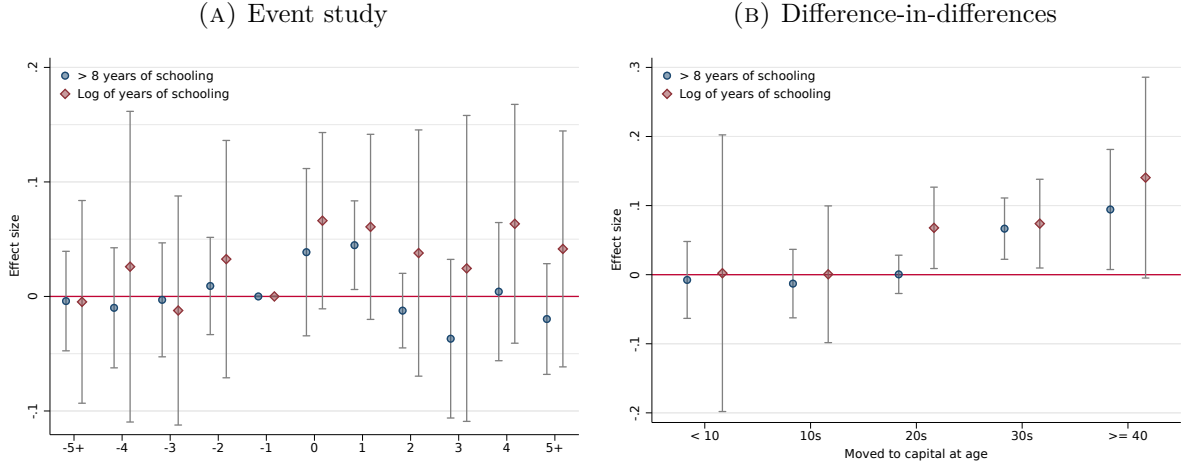 (A) Event study
> 8 years of schooling
Log of years of schooling
Effect size
.2
.1
0
-.1
-5+ -4 -3 -2 -1 0 1 2 3 4 5+
(B) Difference-in-differences
> 8 years of schooling
Log of years of schooling
Effect size
.3
.2
.1
0
-.1
-.2
< 10 10s 20s 30s >= 40
Moved to capital at age